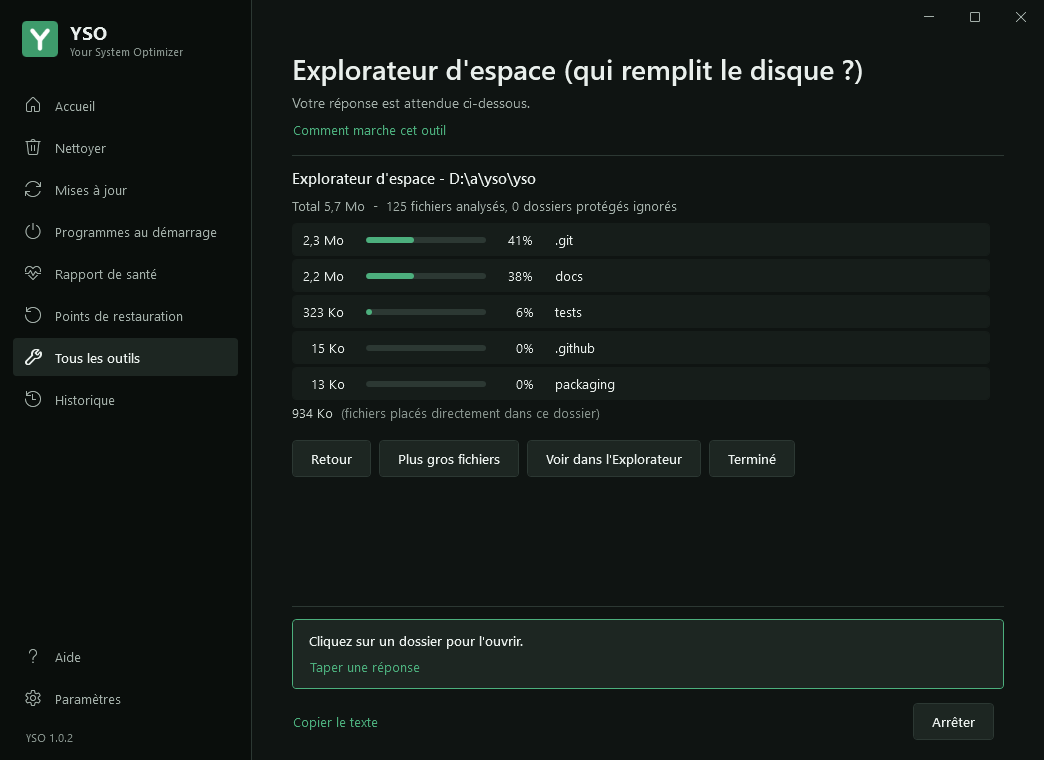 YSO
Your System Optimizer
Accueil
Nettoyer
Mises à jour
Programmes au démarrage
Rapport de santé
Points de restauration
Tous les outils
Historique
Aide
Paramètres
YSO 1.0.2
Explorateur d'espace (qui remplit le disque ?)
Votre réponse est attendue ci-dessous.
Comment marche cet outil
Explorateur d'espace - D:\a\yso\yso
Total 5,7 Mo - 125 fichiers analysés, 0 dossiers protégés ignorés
2,3 Mo 41% .git
2,2 Mo 38% docs
323 Ko 6% tests
15 Ko 0% .github
13 Ko 0% packaging
934 Ko (fichiers placés directement dans ce dossier)
Retour Plus gros fichiers Voir dans l'Explorateur Terminé
Cliquez sur un dossier pour l'ouvrir.
Taper une réponse
Copier le texte Arrêter